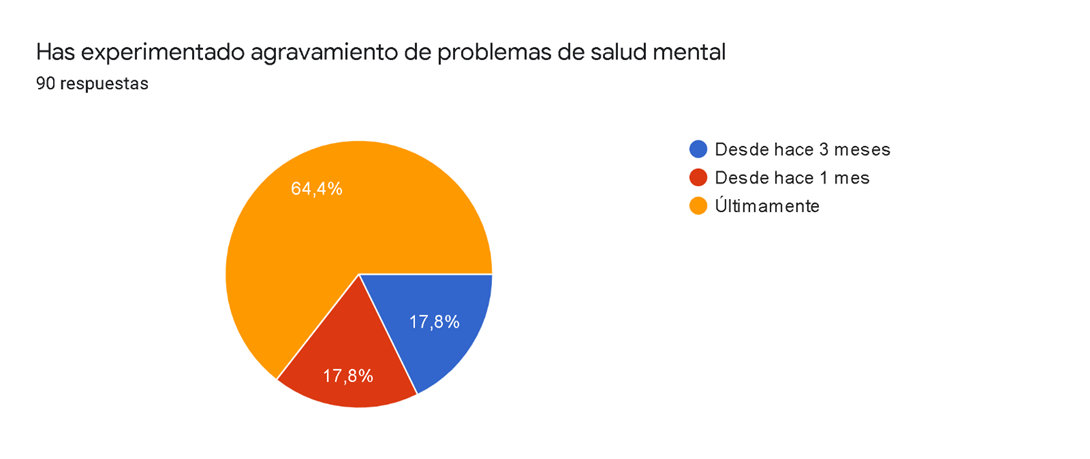 Has experimentado agravamiento de problemas de salud mental
90 respuestas
64,4%
17,8%
17,8%
Desde hace 3 meses
Desde hace 1 mes
Últimamente